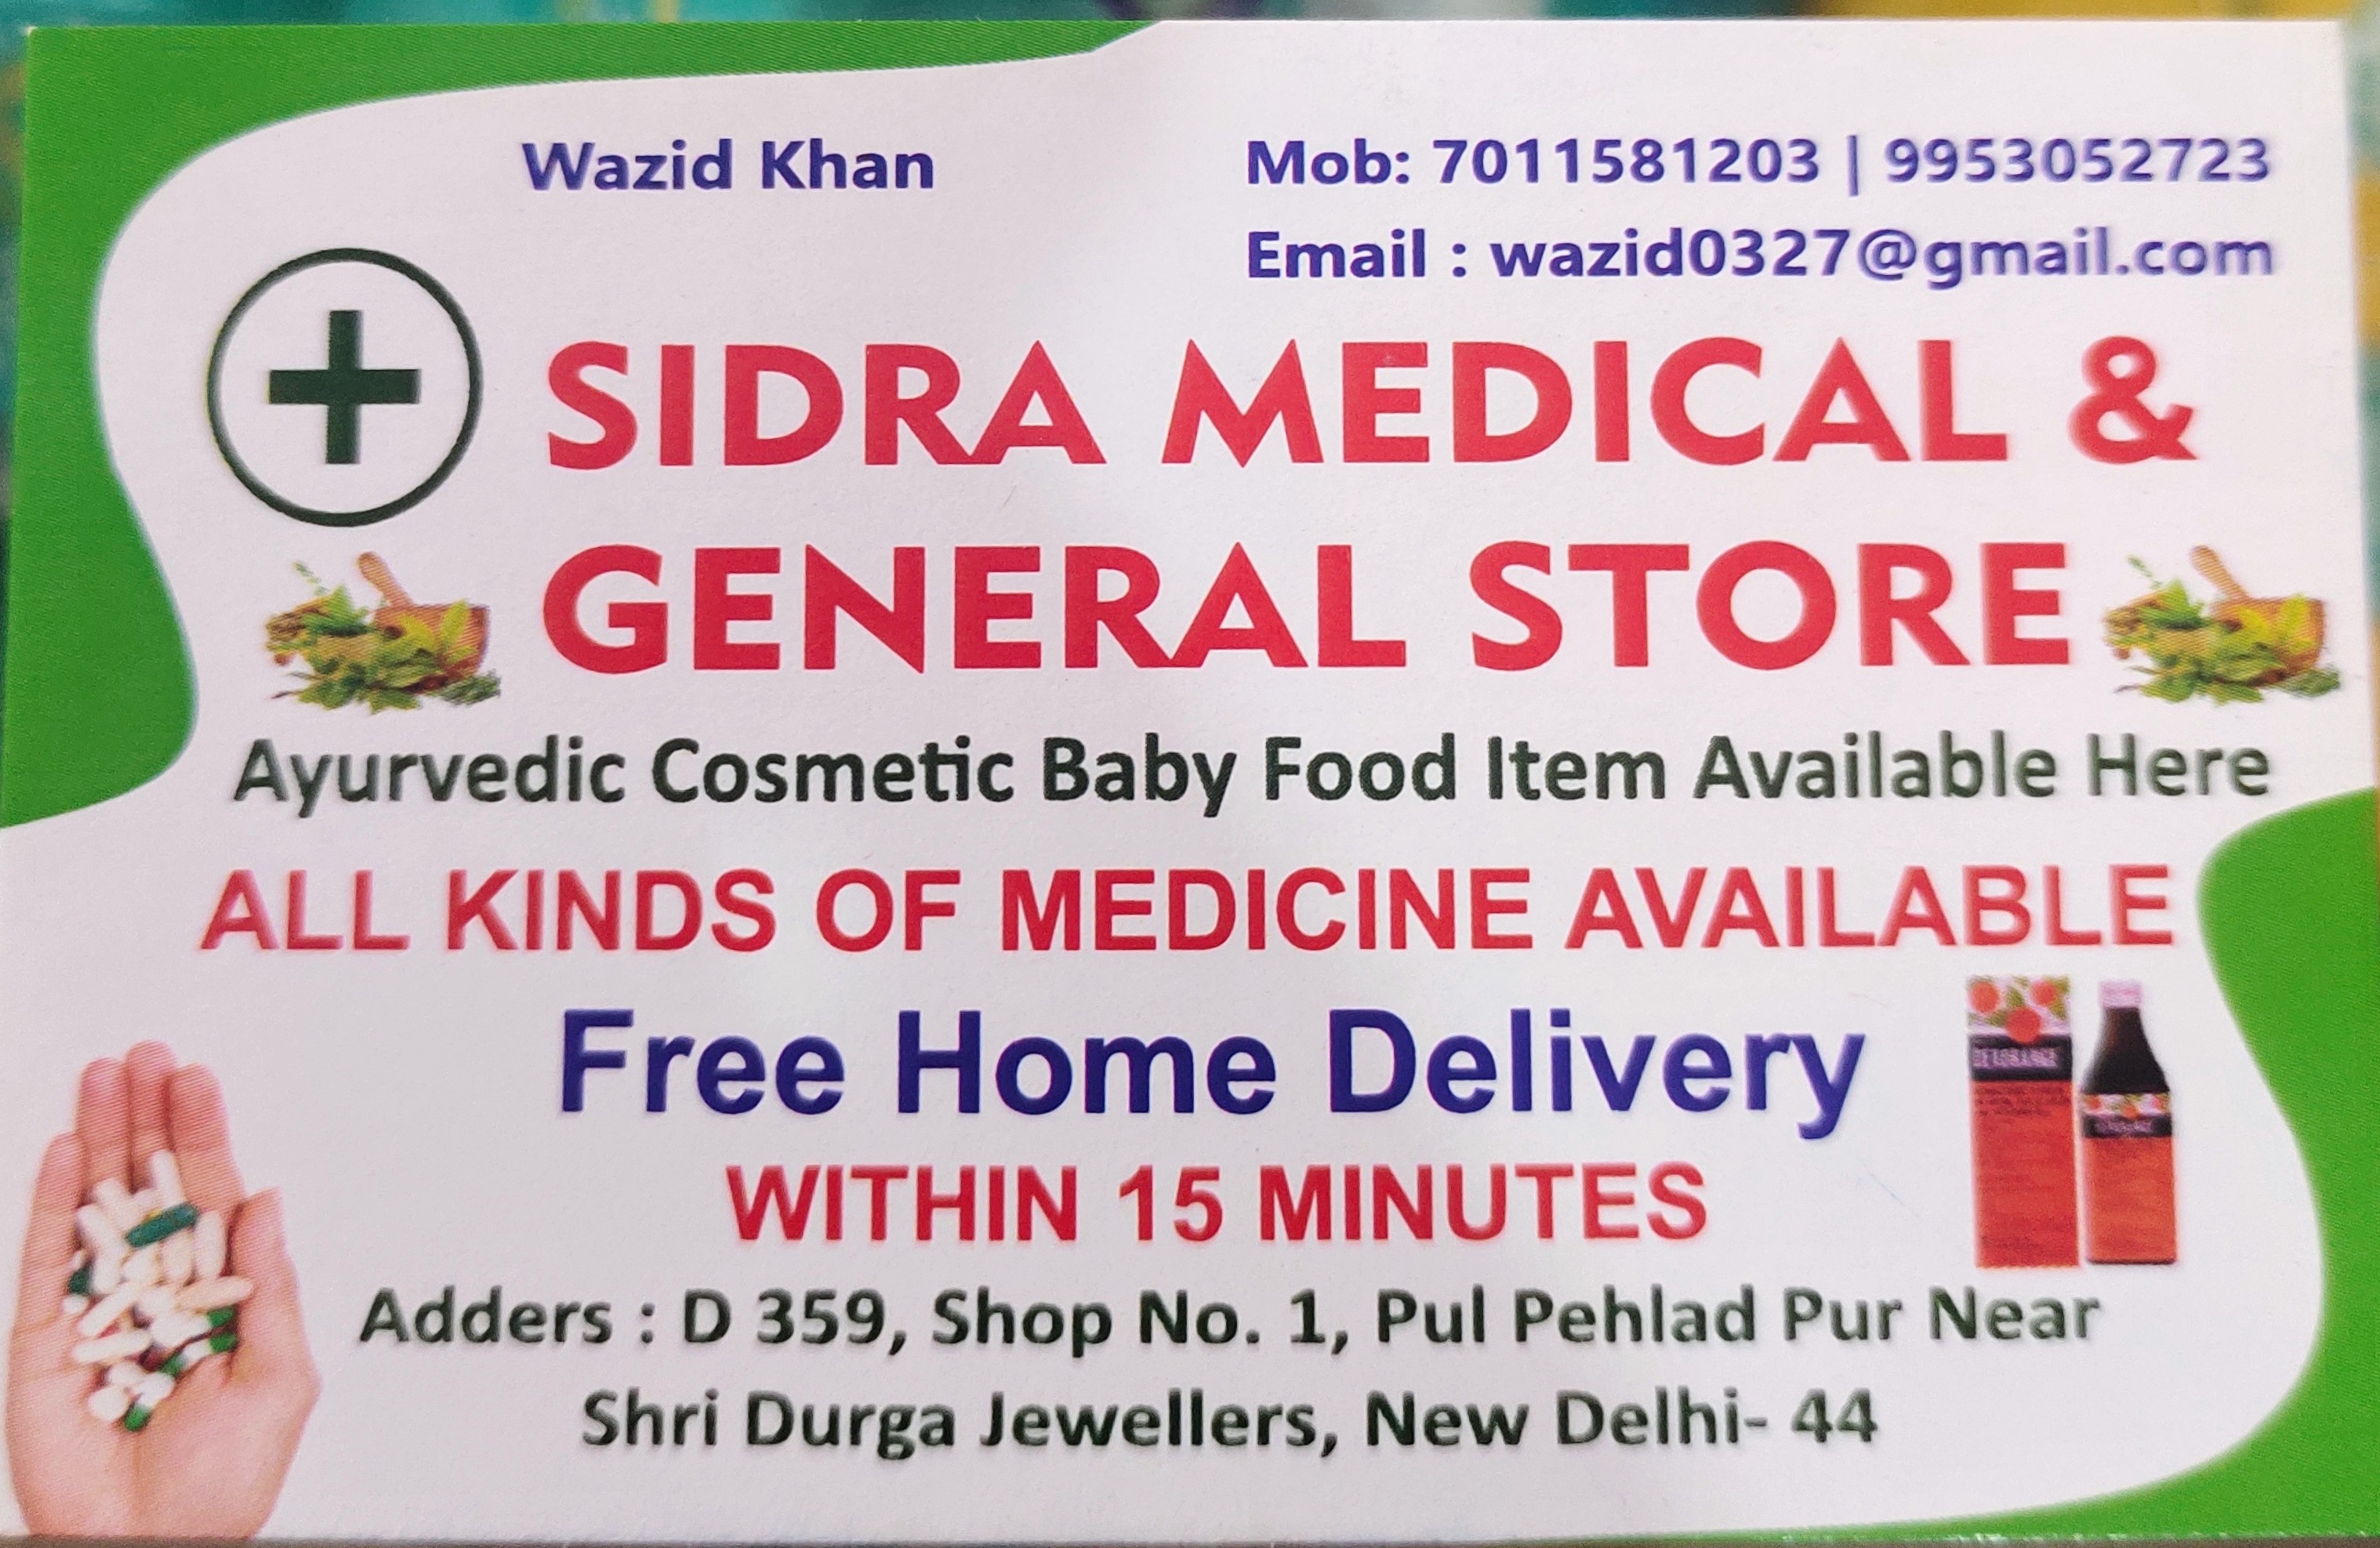 Wazid Khan
Mob: 7011581203 | 9953052723
Email : wazid0327@gmail.com
SIDRA MEDICAL &
GENERAL STORE
Ayurvedic Cosmetic Baby Food Item Available Here
ALL KINDS OF MEDICINE AVAILABLE
Free Home Delivery
WITHIN 15 MINUTES
Adders : D 359, Shop No. 1, Pul Pehlad Pur Near
Shri Durga Jewellers, New Delhi- 44